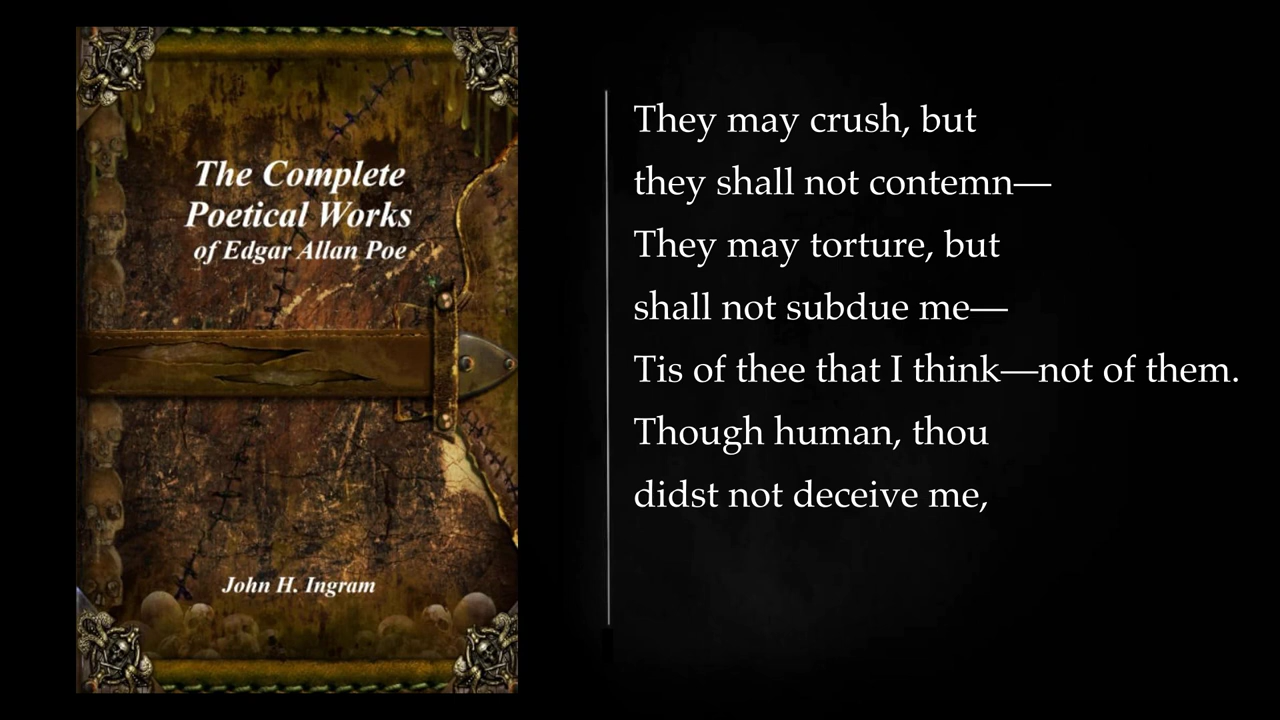 The Complete
Poetical Works
of Edgar Allan Poe
John H. Ingram
They may crush, but
they shall not contemn—
They may torture, but
shall not subdue me—
Tis of thee that I think—not of them.
Though human, thou
didst not deceive me,